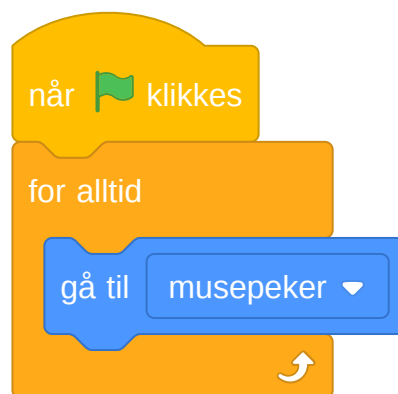 når klikkes
for alltid
gå til musepeker